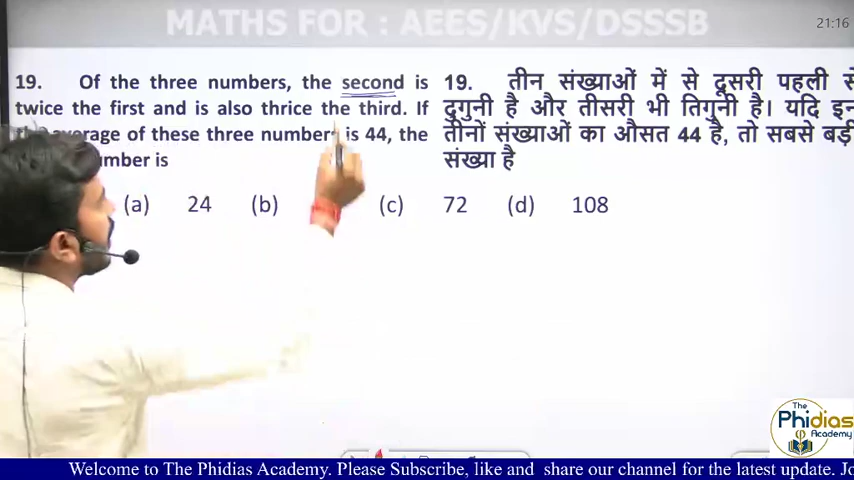 MATHS FOR : AEES/KVS/DSSSB
21:16
19. Of the three numbers, the second is
twice the first and is also thrice the third. If
average of these three numbers is 44, the
number is
19. तीन संख्याओं में से दूसरी पहली से
दुगुनी है और तीसरी भी तिगुनी है। यदि इन
तीनों संख्याओं का औसत 44 है, तो सबसे बड़ी
संख्या है
(a) 24 (b) (c) 72 (d) 108
The
Phidias
Academy
Welcome to The Phidias Academy. Please Subscribe, like and share our channel for the latest update. Jo